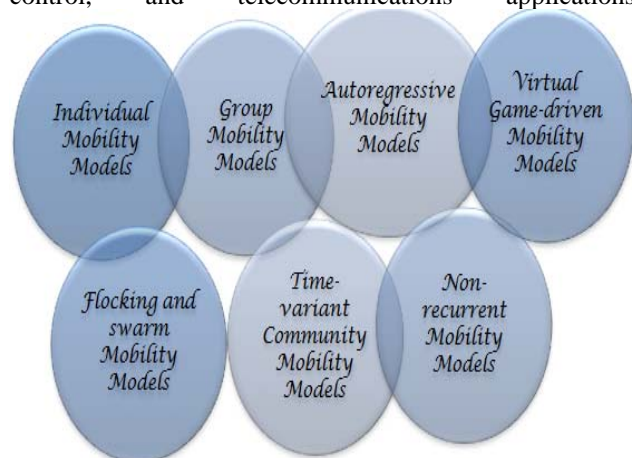 control, and telecommunications applications
Individual
Mobility
Models
Group
Mobility
Models
Autoregressive
Mobility
Models
Virtual
Game-driven
Mobility
Models
Flocking and
swarm
Mobility
Models
Time-
variant
Community
Mobility
Models
Non-
recurrent
Mobility
Models